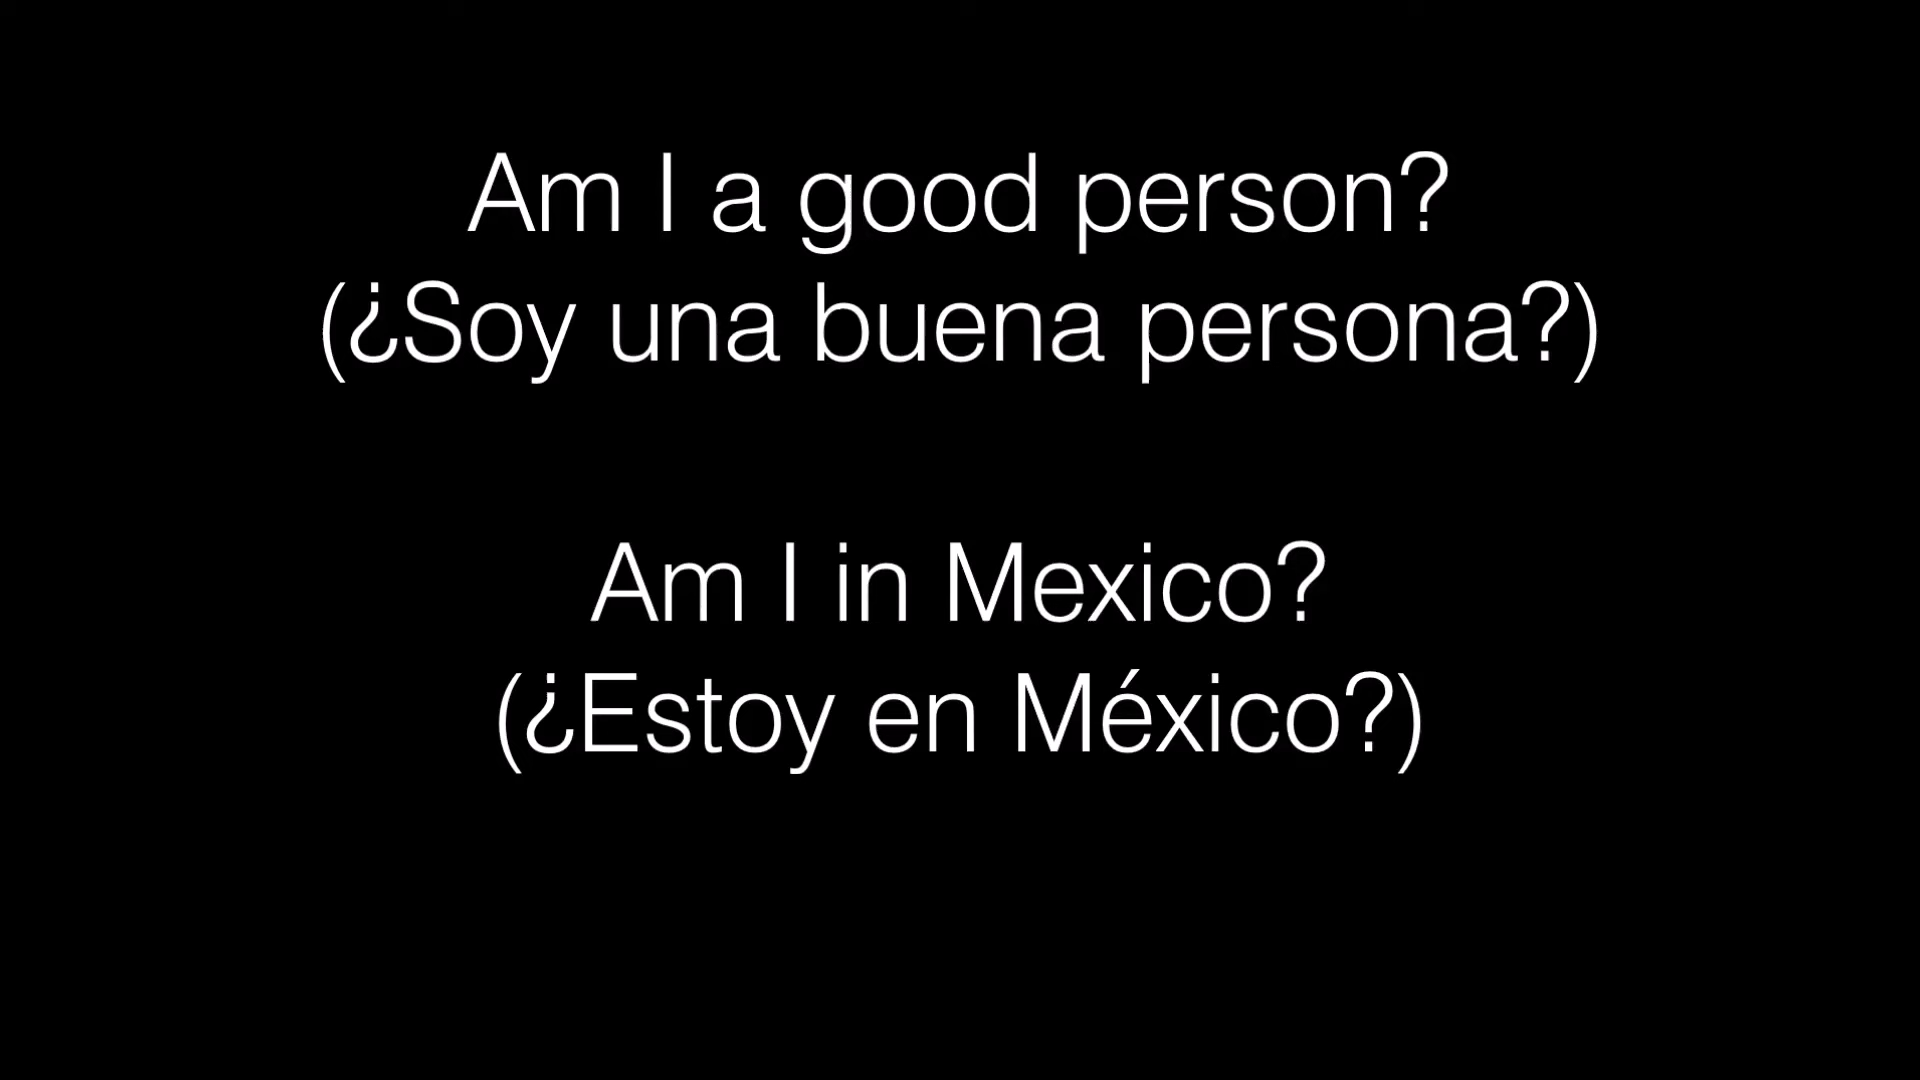 Am I a good person?
(¿Soy una buena persona?)
Am I in Mexico?
(¿Estoy en México?)